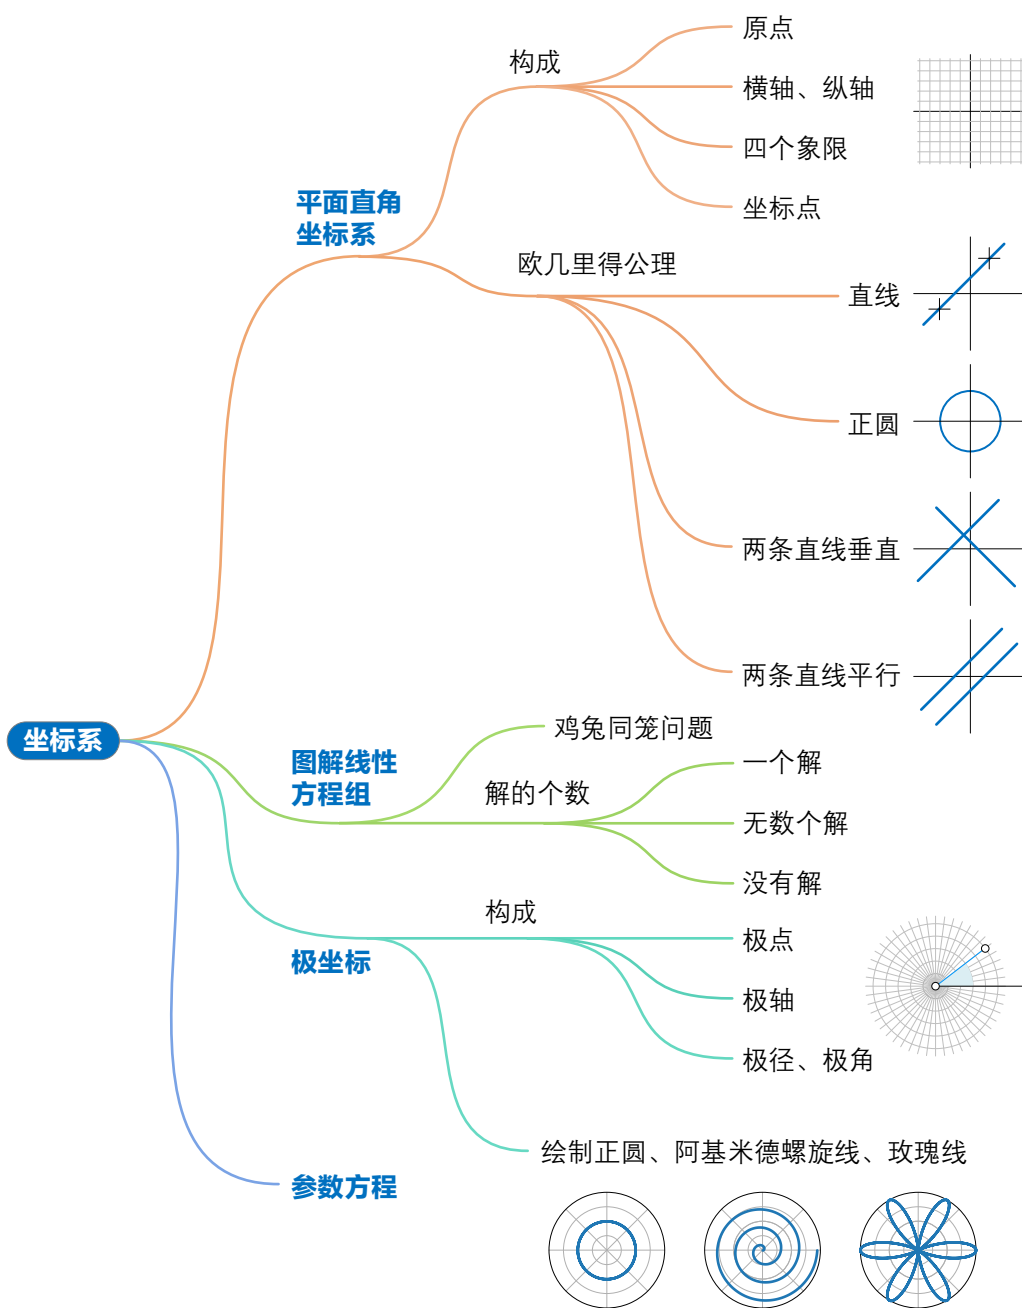 原点
构成
横轴、纵轴
四个象限
平面直角
坐标系
坐标点
欧几里得公理
直线
正圆
两条直线垂直
两条直线平行
坐标系
鸡兔同笼问题
图解线性
方程组
解的个数
一个解
无数个解
没有解
构成
极点
极坐标
极轴
极径、极角
绘制正圆、阿基米德螺旋线、玫瑰线
参数方程